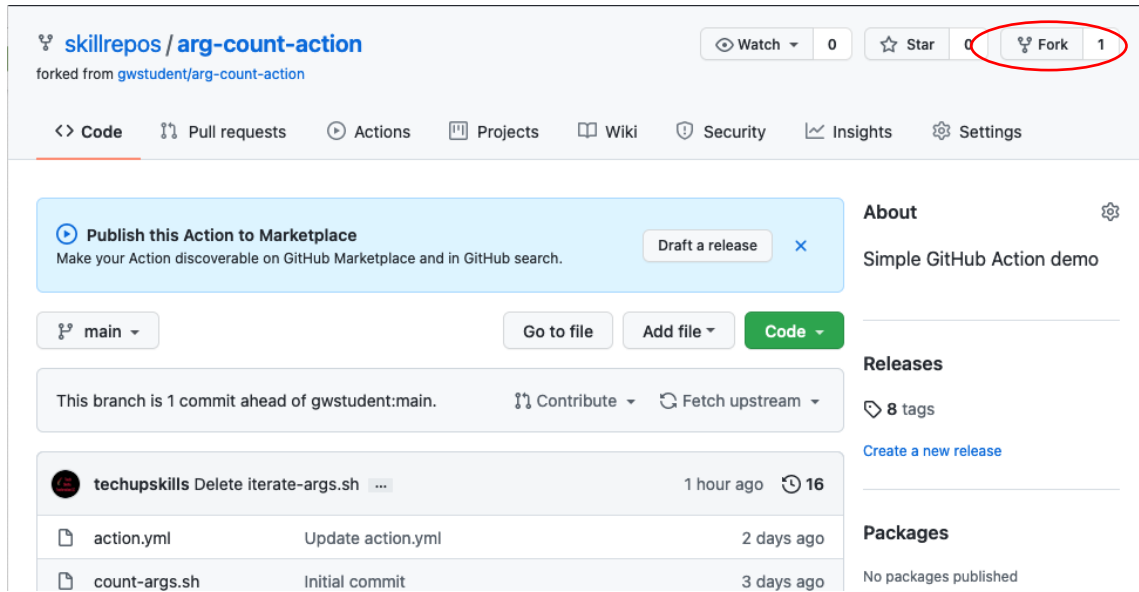 skillrepos / arg-count-action
Watch 0 Star 0 Fork 1
forked from gwstudent/arg-count-action
Code Pull requests Actions Projects Wiki Security Insights Settings
Publish this Action to Marketplace
Make your Action discoverable on GitHub Marketplace and in GitHub search.
Draft a release
main Go to file Add file Code
This branch is 1 commit ahead of gwstudent:main. Contribute Fetch upstream
techupskills Delete iterate-args.sh ... 1 hour ago 16
action.yml Update action.yml 2 days ago
count-args.sh Initial commit 3 days ago
About
Simple GitHub Action demo
Releases
8 tags
Create a new release
Packages
No packages published